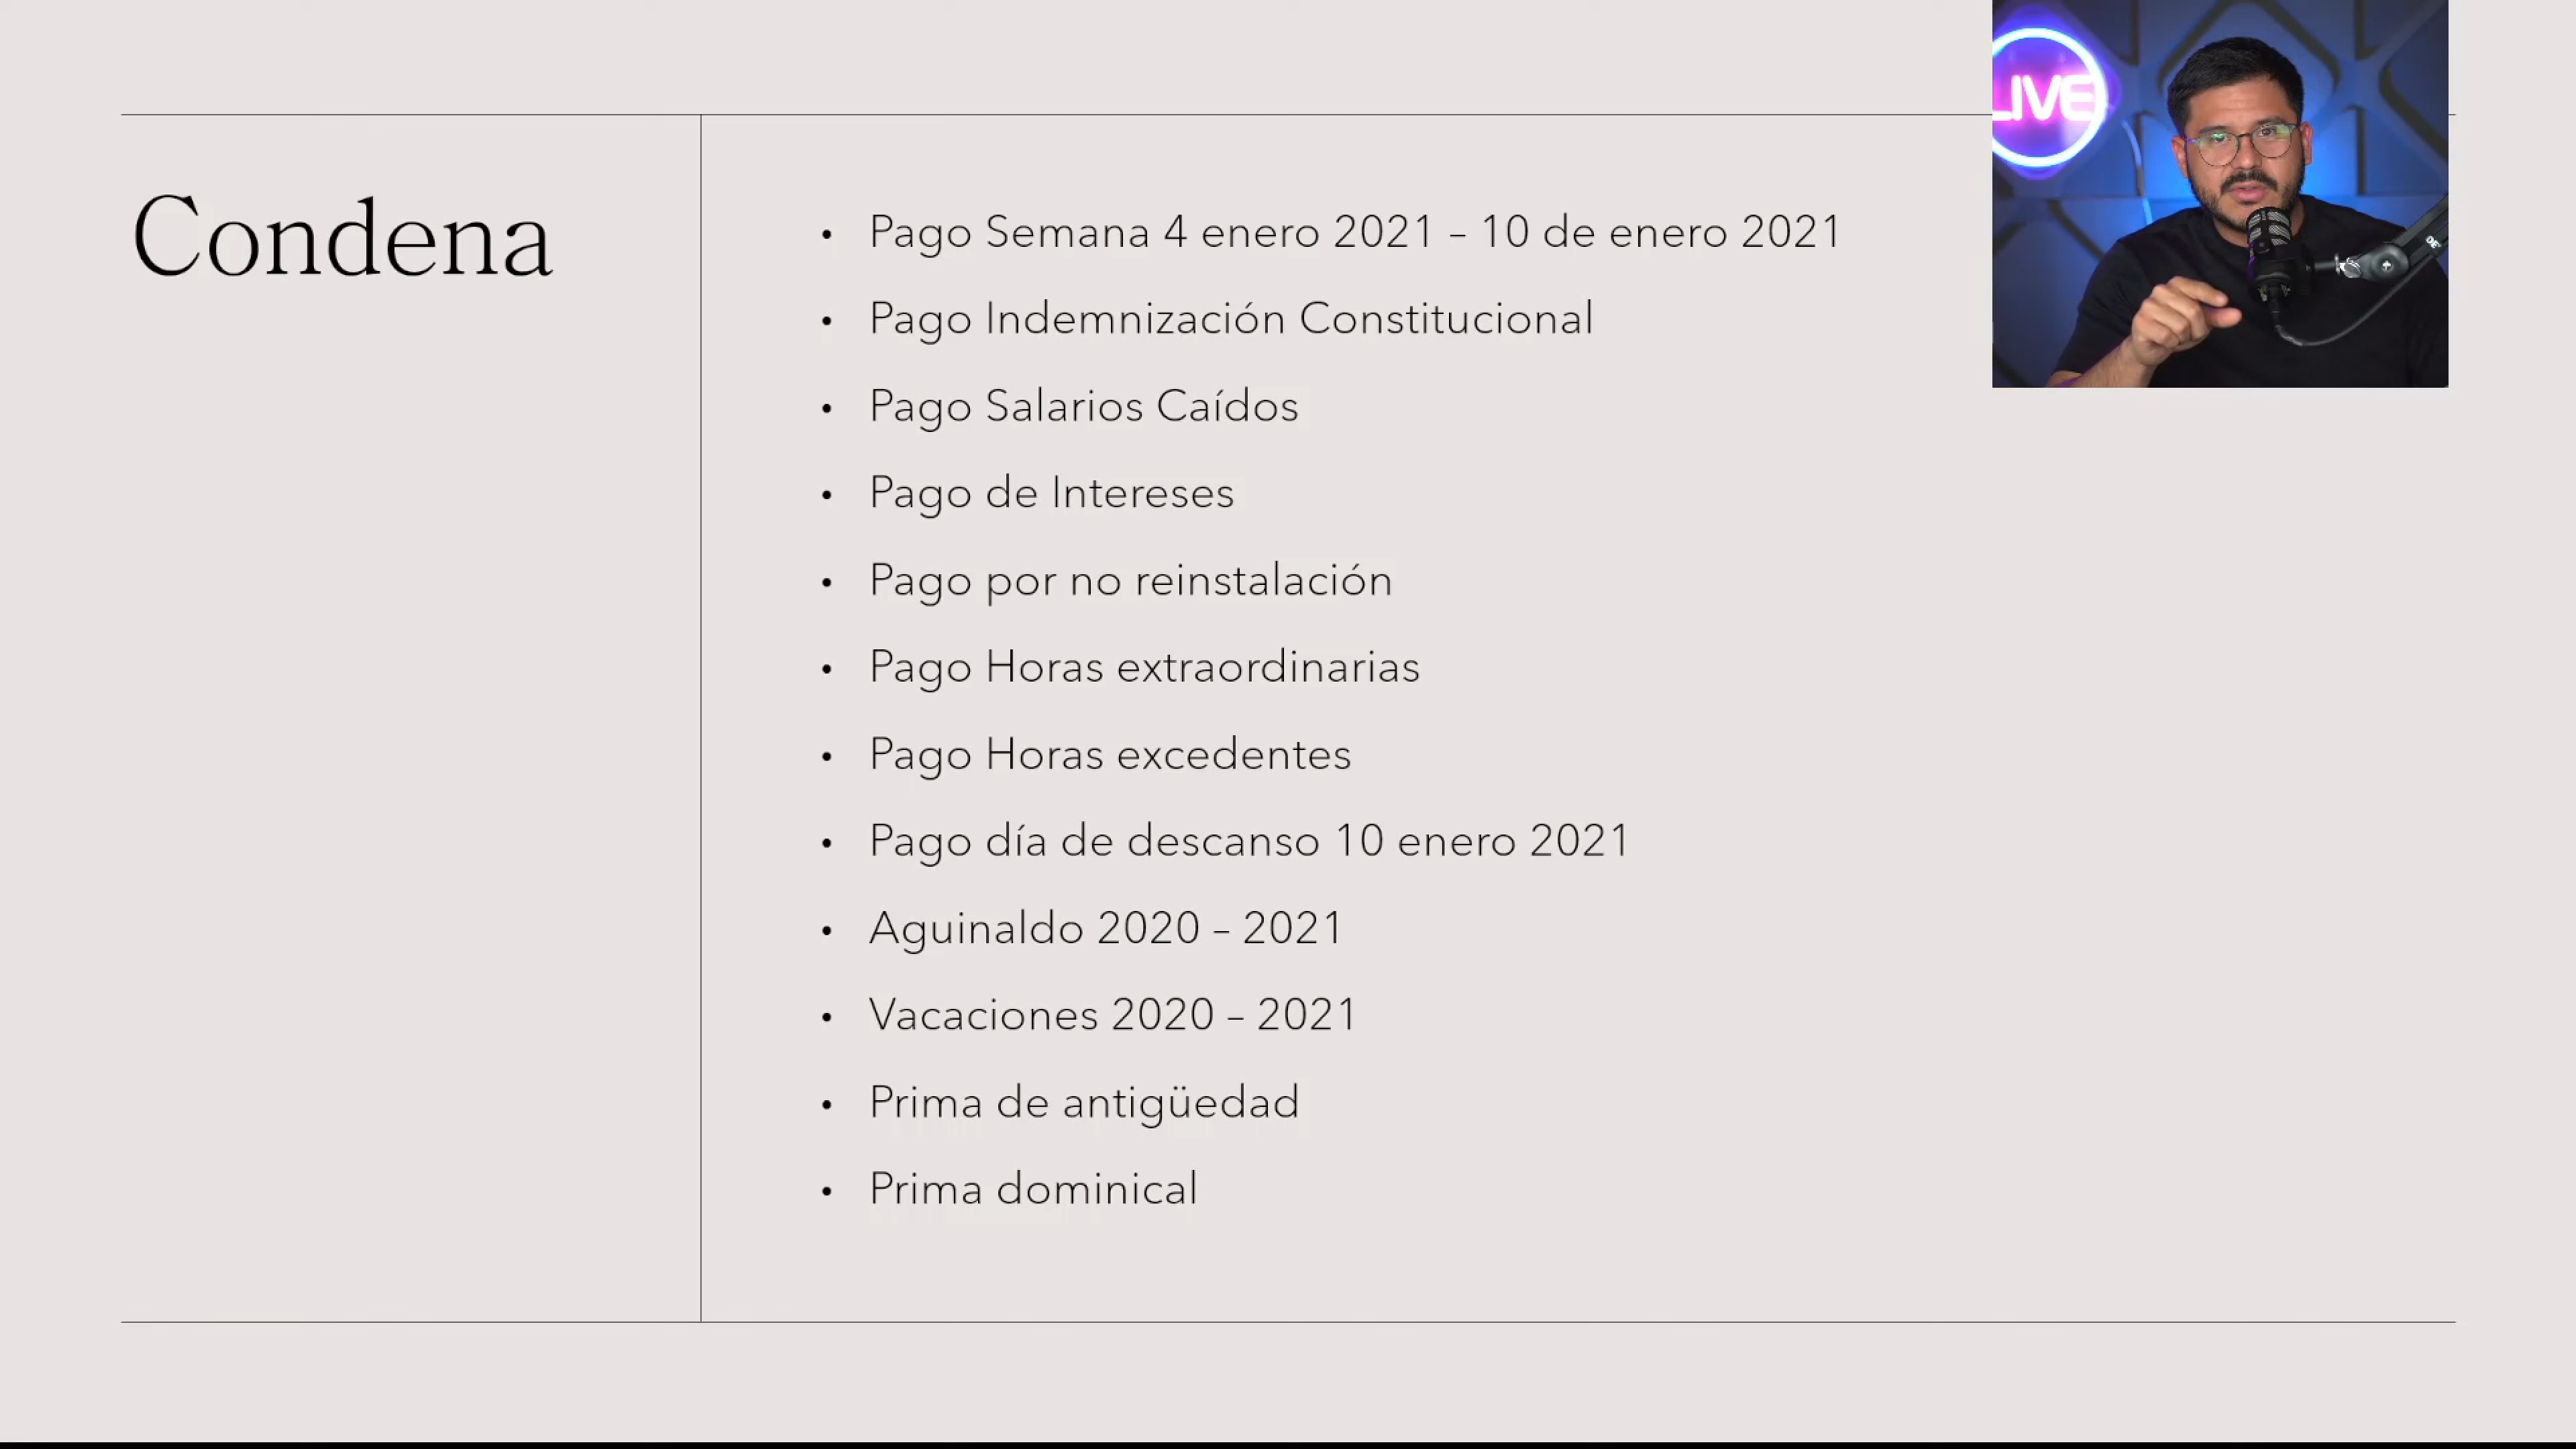 Condena
• Pago Semana 4 enero 2021 – 10 de enero 2021
• Pago Indemnización Constitucional
• Pago Salarios Caídos
• Pago de Intereses
• Pago por no reinstalación
• Pago Horas extraordinarias
• Pago Horas excedentes
• Pago día de descanso 10 enero 2021
• Aguinaldo 2020 – 2021
• Vacaciones 2020 – 2021
• Prima de antigüedad
• Prima dominical
LIVE